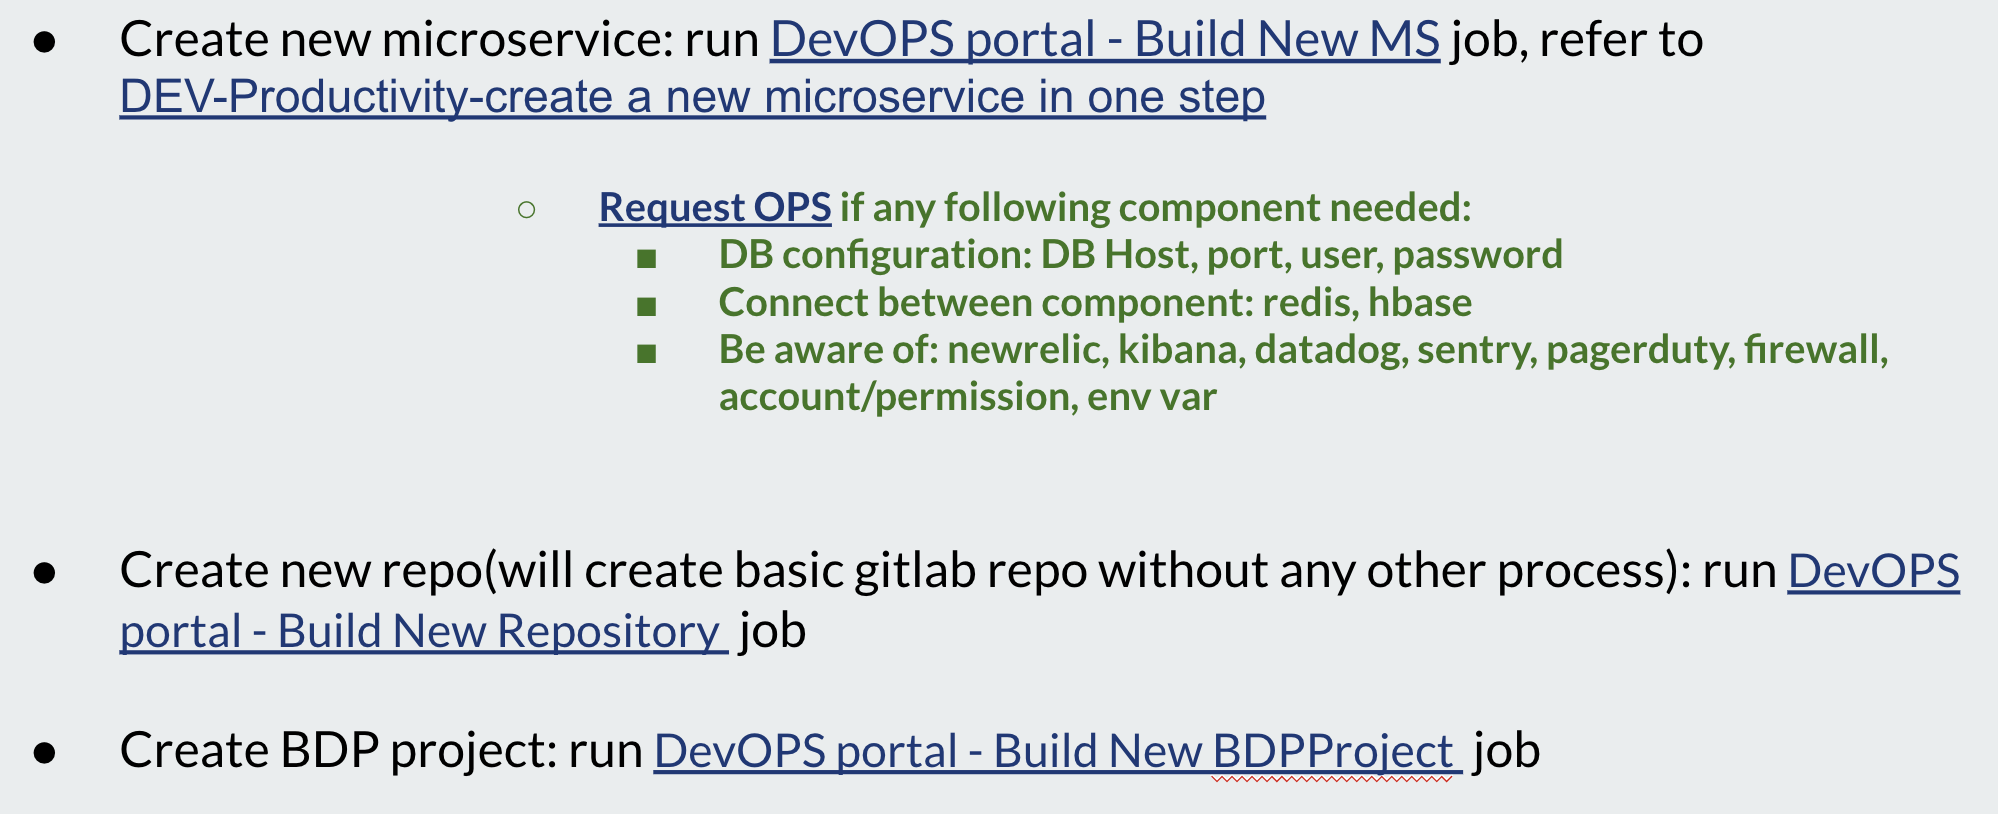 ● Create new microservice: run DevOPS portal - Build New MS job, refer to
DEV-Productivity-create a new microservice in one step
○ Request OPS if any following component needed:
■ DB configuration: DB Host, port, user, password
■ Connect between component: redis, hbase
■ Be aware of: newrelic, kibana, datadog, sentry, pagerduty, firewall,
account/permission, env var
● Create new repo(will create basic gitlab repo without any other process): run DevOPS
portal - Build New Repository job
● Create BDP project: run DevOPS portal - Build New BDPProject job